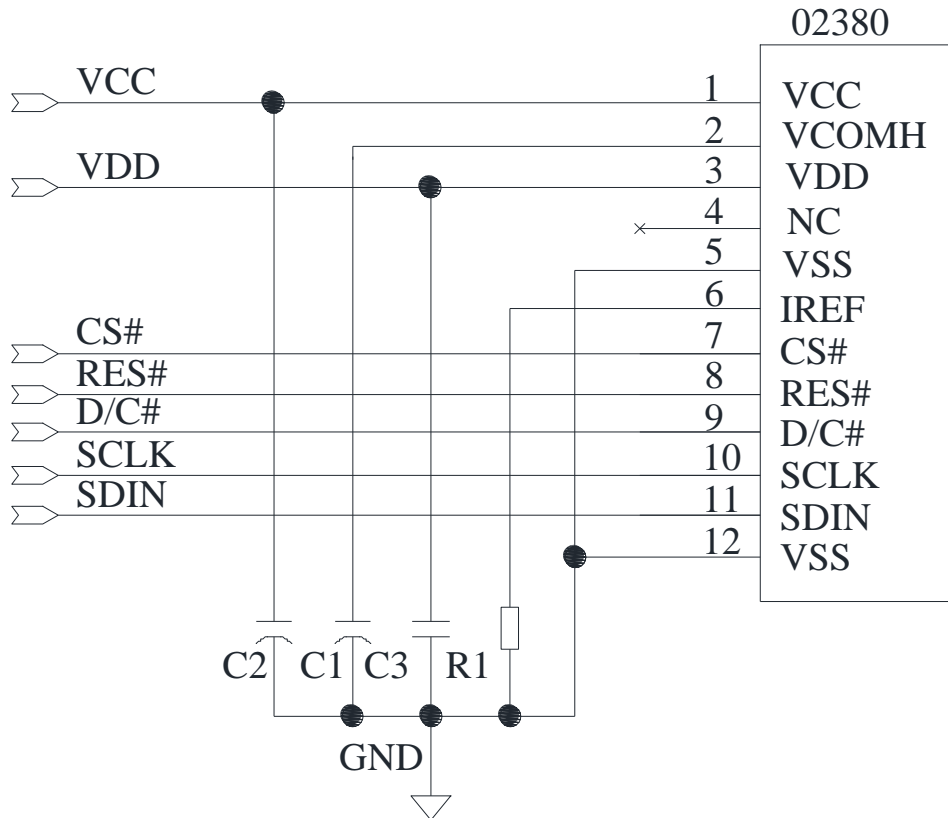 02380
VCC 1 VCC
2 VCOMH
VDD 3 VDD
4 NC
5 VSS
6 IREF
CS# 7 CS#
RES# 8 RES#
D/C# 9 D/C#
SCLK 10 SCLK
SDIN 11 SDIN
12 VSS
C2 C1 C3 R1
GND